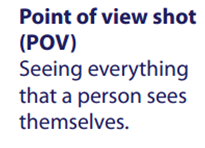 Point of view shot
(POV)
Seeing everything
that a person sees
themselves.